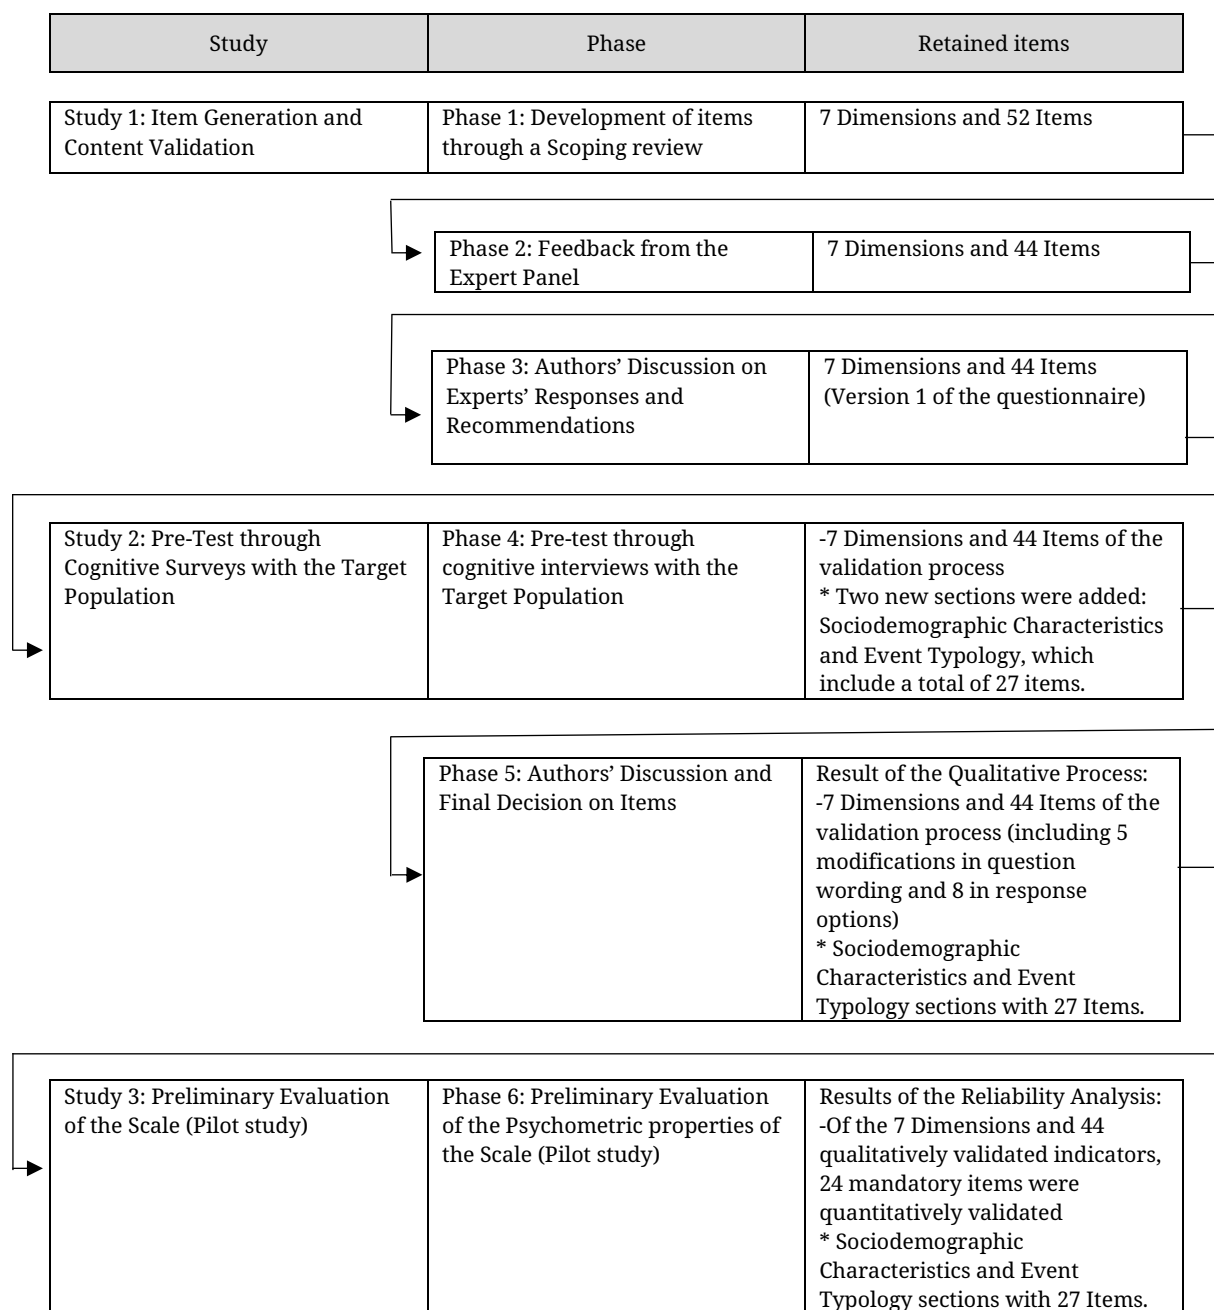 Study
Phase
Retained items
Study 1: Item Generation and
Content Validation
Phase 1: Development of items
through a Scoping review
7 Dimensions and 52 Items
Phase 2: Feedback from the
Expert Panel
7 Dimensions and 44 Items
Phase 3: Authors’ Discussion on
Experts’ Responses and
Recommendations
7 Dimensions and 44 Items
(Version 1 of the questionnaire)
Study 2: Pre-Test through
Cognitive Surveys with the Target
Population
Phase 4: Pre-test through
cognitive interviews with the
Target Population
-7 Dimensions and 44 Items of the
validation process
* Two new sections were added:
Sociodemographic Characteristics
and Event Typology, which
include a total of 27 items.
Phase 5: Authors’ Discussion and
Final Decision on Items
Result of the Qualitative Process:
-7 Dimensions and 44 Items of the
validation process (including 5
modifications in question
wording and 8 in response
options)
* Sociodemographic
Characteristics and Event
Typology sections with 27 Items.
Study 3: Preliminary Evaluation
of the Scale (Pilot study)
Phase 6: Preliminary Evaluation
of the Psychometric properties of
the Scale (Pilot study)
Results of the Reliability Analysis:
-Of the 7 Dimensions and 44
qualitatively validated indicators,
24 mandatory items were
quantitatively validated
* Sociodemographic
Characteristics and Event
Typology sections with 27 Items.